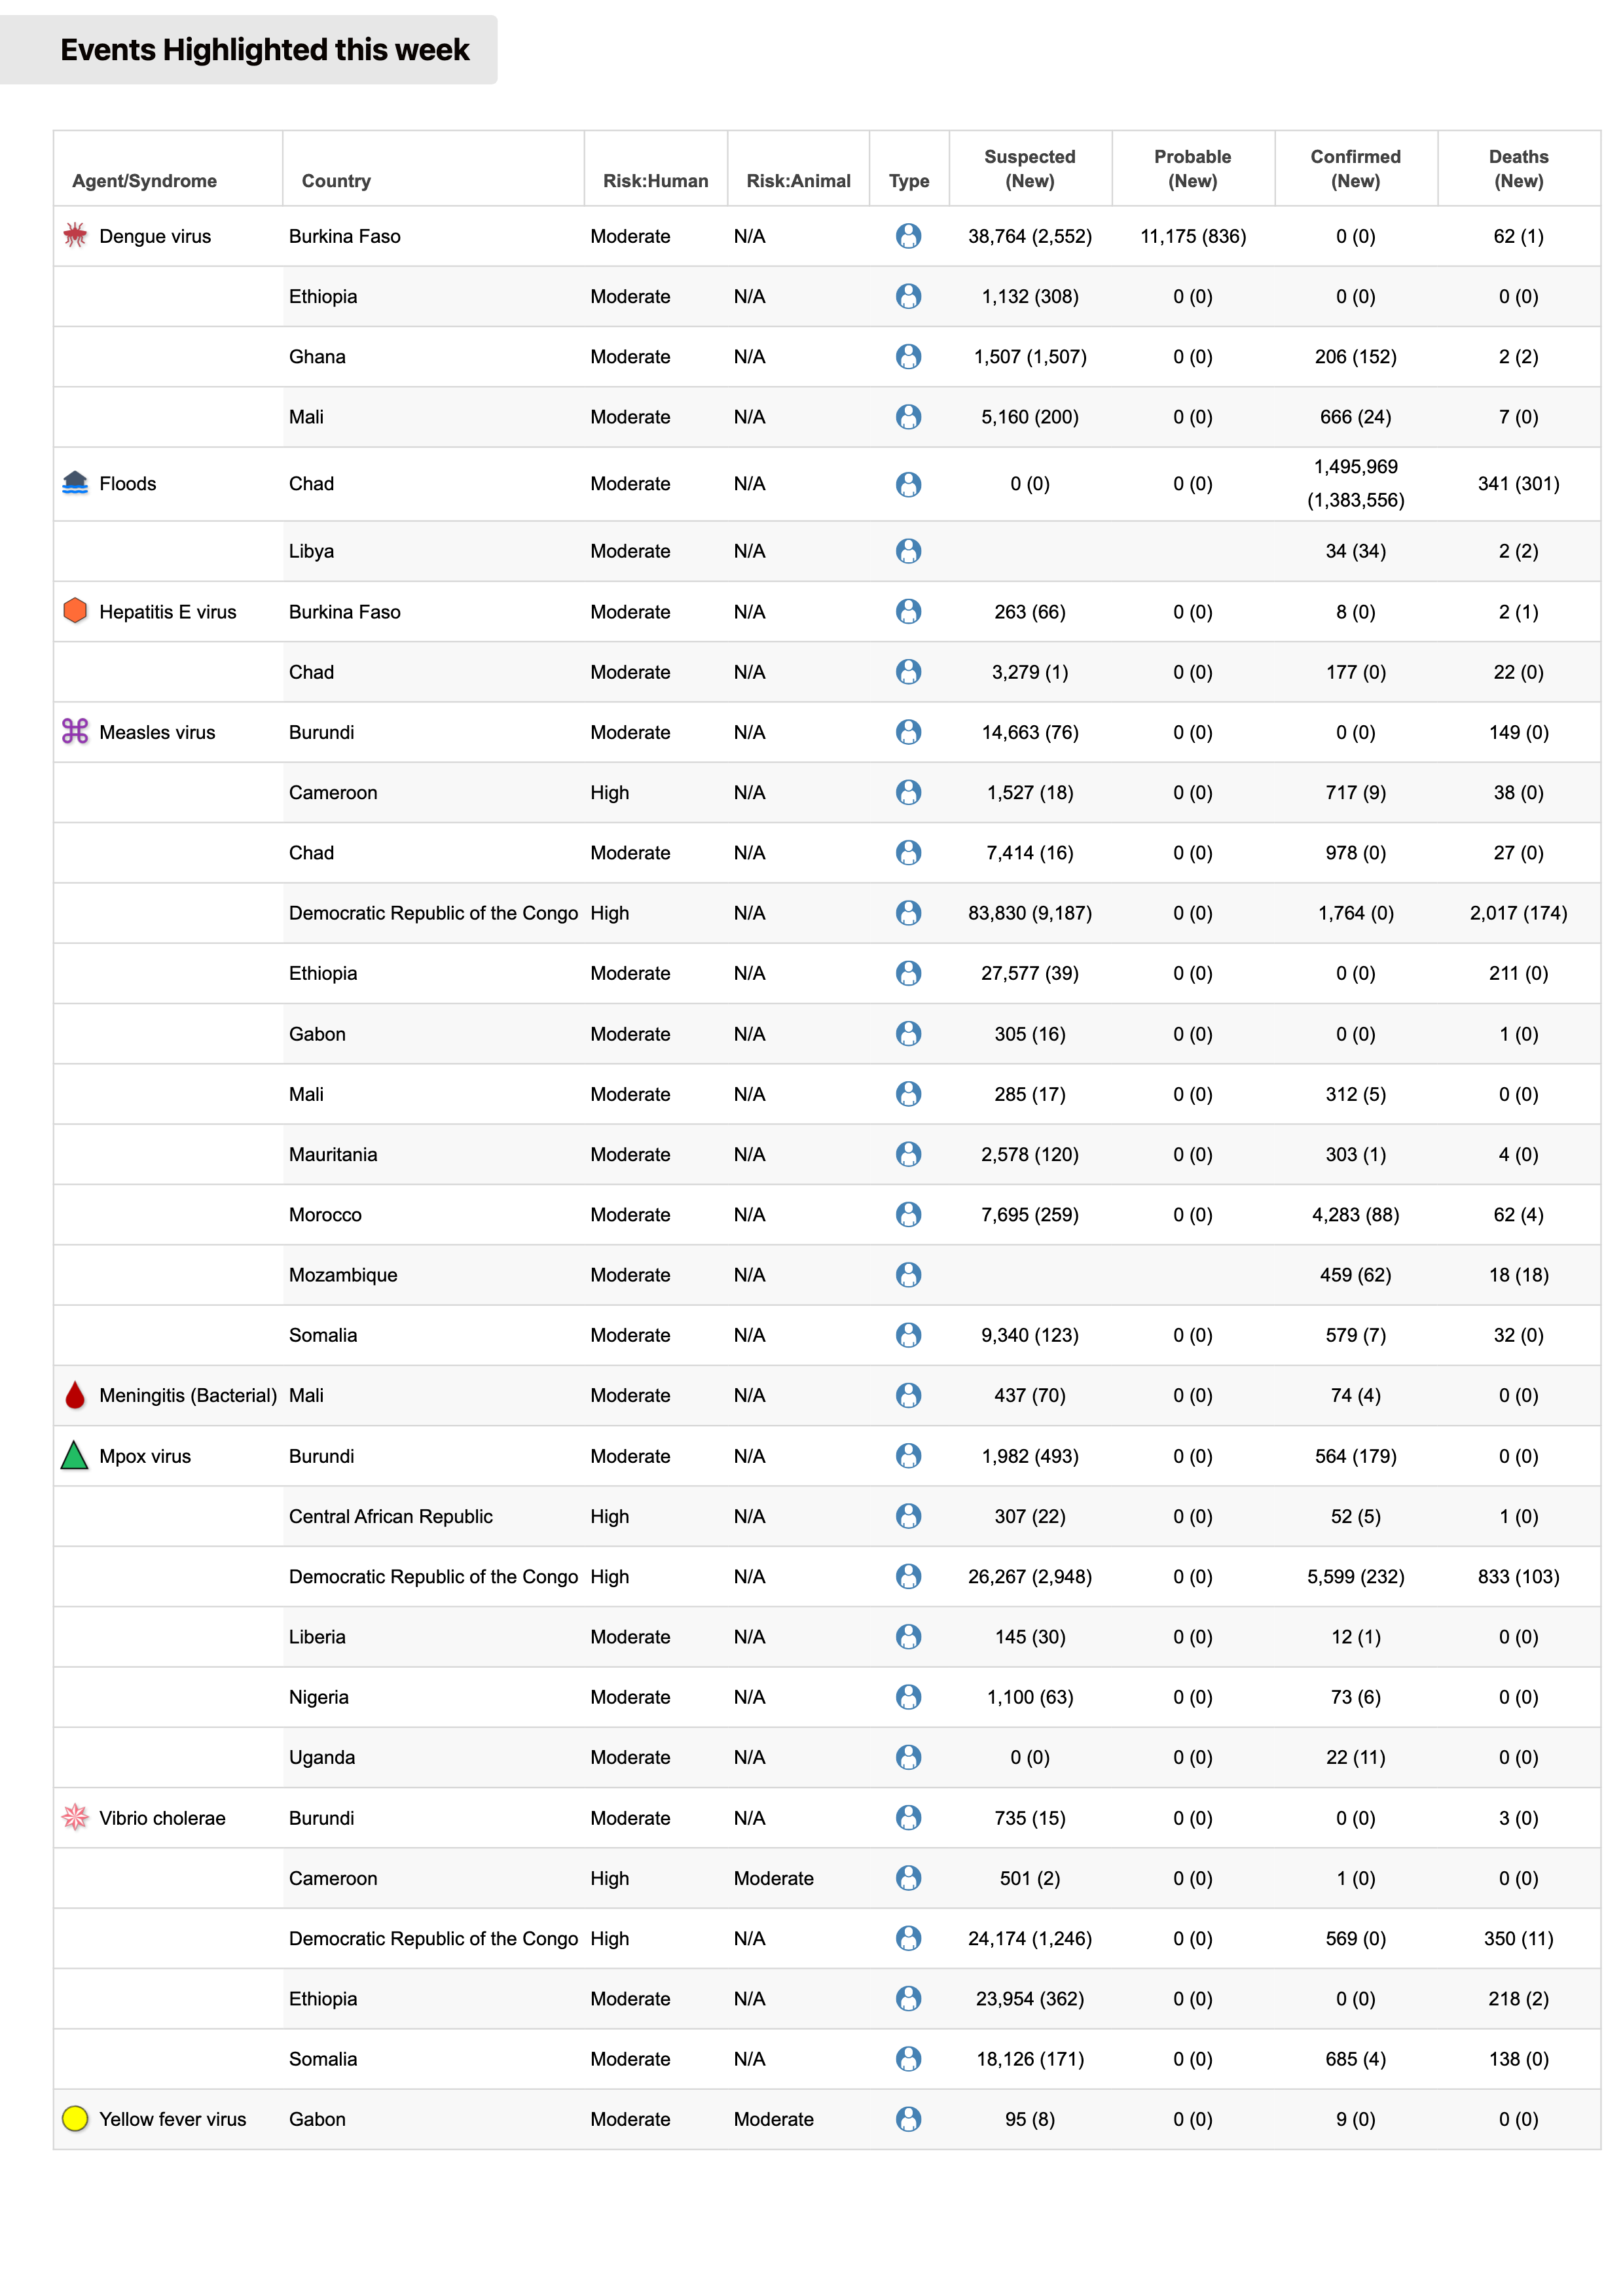 Events Highlighted this week
Agent/Syndrome Country Risk:Human Risk:Animal Type Suspected (New) Probable (New) Confirmed (New) Deaths (New)
Dengue virus Burkina Faso Moderate N/A 38,764 (2,552) 11,175 (836) 0 (0) 62 (1)
Ethiopia Moderate N/A 1,132 (308) 0 (0) 0 (0) 0 (0)
Ghana Moderate N/A 1,507 (1,507) 0 (0) 206 (152) 2 (2)
Mali Moderate N/A 5,160 (200) 0 (0) 666 (24) 7 (0)
Floods Chad Moderate N/A 0 (0) 0 (0) 1,495,969 (1,383,556) 341 (301)
Libya Moderate N/A 34 (34) 2 (2)
Hepatitis E virus Burkina Faso Moderate N/A 263 (66) 0 (0) 8 (0) 2 (1)
Chad Moderate N/A 3,279 (1) 0 (0) 177 (0) 22 (0)
Measles virus Burundi Moderate N/A 14,663 (76) 0 (0) 0 (0) 149 (0)
Cameroon High N/A 1,527 (18) 0 (0) 717 (9) 38 (0)
Chad Moderate N/A 7,414 (16) 0 (0) 978 (0) 27 (0)
Democratic Republic of the Congo High N/A 83,830 (9,187) 0 (0) 1,764 (0) 2,017 (174)
Ethiopia Moderate N/A 27,577 (39) 0 (0) 0 (0) 211 (0)
Gabon Moderate N/A 305 (16) 0 (0) 0 (0) 1 (0)
Mali Moderate N/A 285 (17) 0 (0) 312 (5) 0 (0)
Mauritania Moderate N/A 2,578 (120) 0 (0) 303 (1) 4 (0)
Morocco Moderate N/A 7,695 (259) 0 (0) 4,283 (88) 62 (4)
Mozambique Moderate N/A 459 (62) 18 (18)
Somalia Moderate N/A 9,340 (123) 0 (0) 579 (7) 32 (0)
Meningitis (Bacterial) Mali Moderate N/A 437 (70) 0 (0) 74 (4) 0 (0)
Mpox virus Burundi Moderate N/A 1,982 (493) 0 (0) 564 (179) 0 (0)
Central African Republic High N/A 307 (22) 0 (0) 52 (5) 1 (0)
Democratic Republic of the Congo High N/A 26,267 (2,948) 0 (0) 5,599 (232) 833 (103)
Liberia Moderate N/A 145 (30) 0 (0) 12 (1) 0 (0)
Nigeria Moderate N/A 1,100 (63) 0 (0) 73 (6) 0 (0)
Uganda Moderate N/A 0 (0) 0 (0) 22 (11) 0 (0)
Vibrio cholerae Burundi Moderate N/A 735 (15) 0 (0) 0 (0) 3 (0)
Cameroon High Moderate 501 (2) 0 (0) 1 (0) 0 (0)
Democratic Republic of the Congo High N/A 24,174 (1,246) 0 (0) 569 (0) 350 (11)
Ethiopia Moderate N/A 23,954 (362) 0 (0) 0 (0) 218 (2)
Somalia Moderate N/A 18,126 (171) 0 (0) 685 (4) 138 (0)
Yellow fever virus Gabon Moderate Moderate 95 (8) 0 (0) 9 (0) 0 (0)